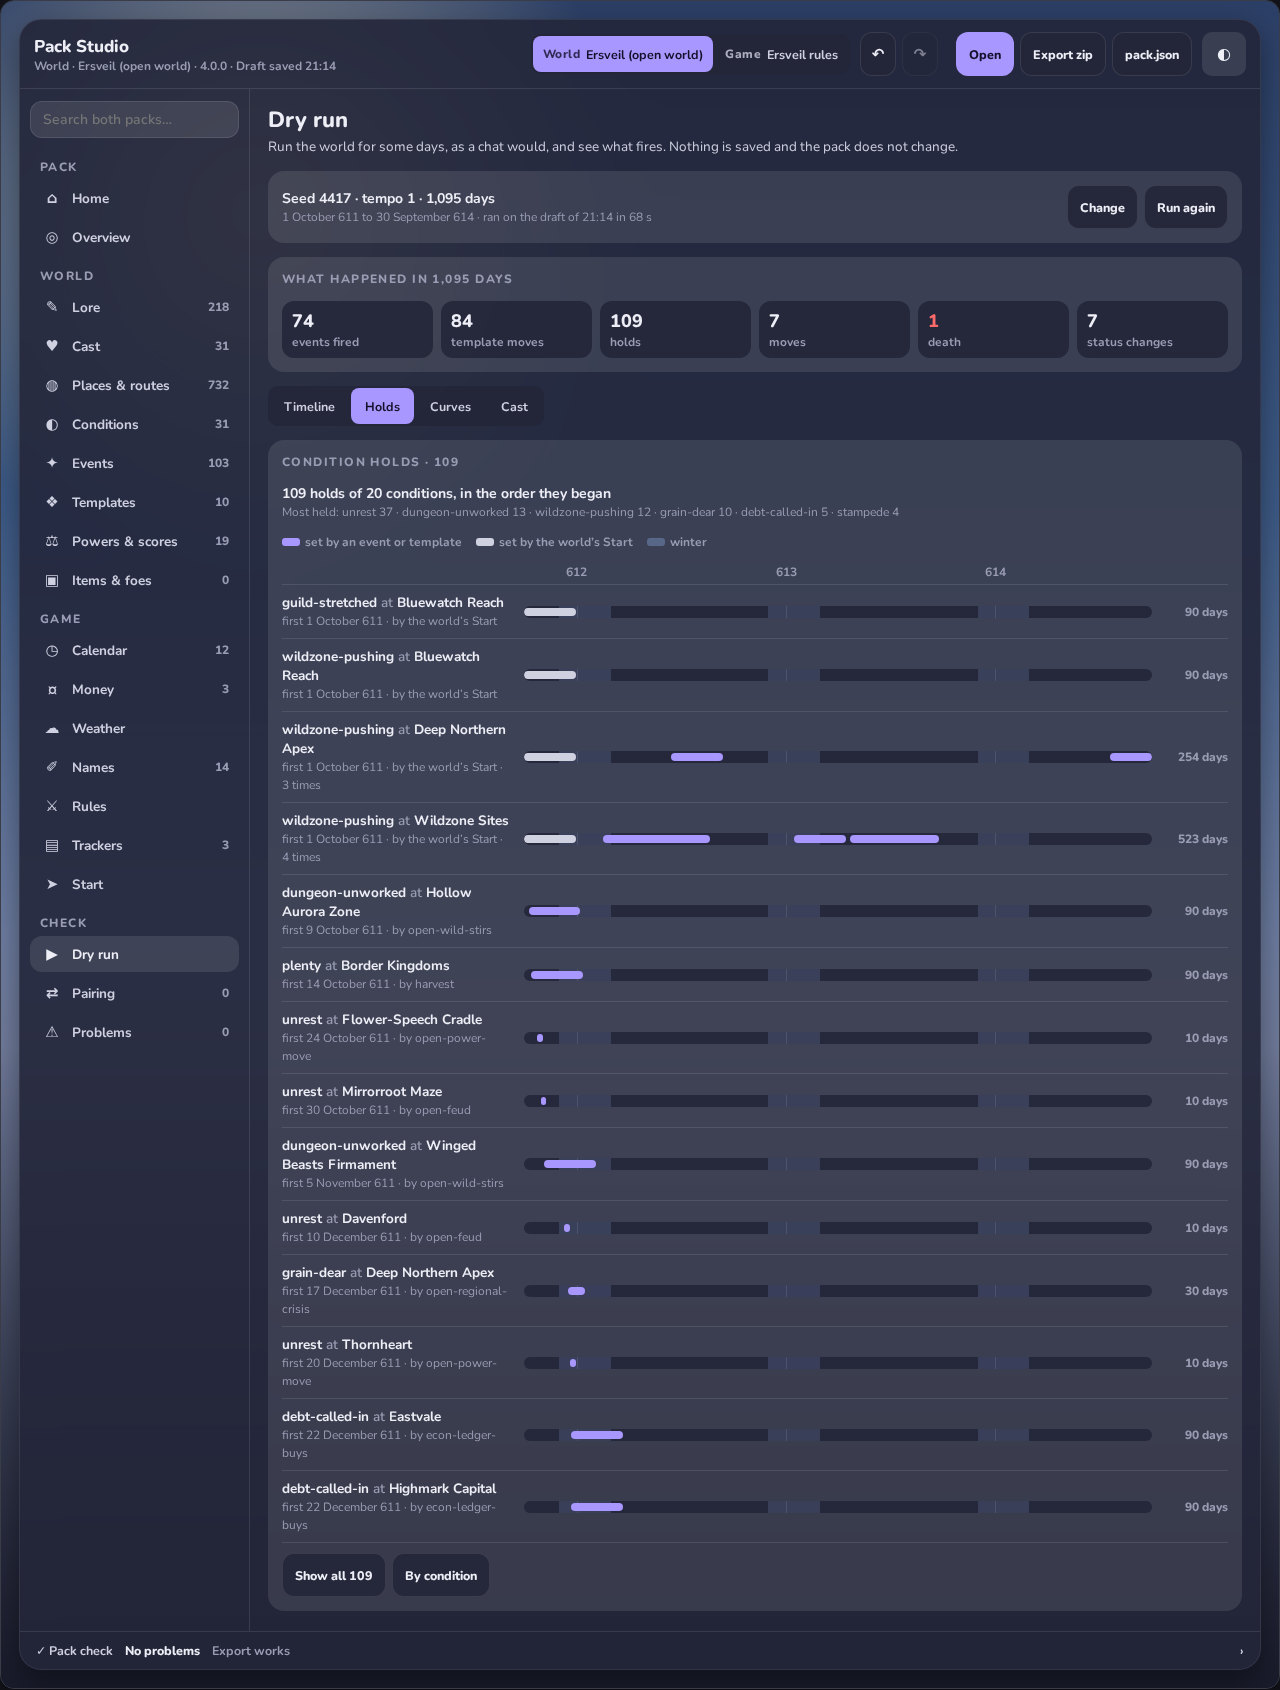 Pack Studio
World · Ersveil (open world) · 4.0.0 · Draft saved 21:14
World Ersveil (open world)
Game Ersveil rules
Open
Export zip
pack.json
Search both packs...
PACK
Home
Overview
WORLD
Lore 218
Cast 31
Places & routes 732
Conditions 31
Events 103
Templates 10
Powers & scores 19
Items & foes 0
GAME
Calendar 12
Money 3
Weather
Names 14
Rules
Trackers 3
Start
CHECK
Dry run
Pairing 0
Problems 0
Dry run
Run the world for some days, as a chat would, and see what fires. Nothing is saved and the pack does not change.
Seed 4417 · tempo 1 · 1,095 days
1 October 611 to 30 September 614 · ran on the draft of 21:14 in 68 s
Change
Run again
WHAT HAPPENED IN 1,095 DAYS
74
events fired
84
template moves
109
holds
7
moves
1
death
7
status changes
Timeline
Holds
Curves
Cast
CONDITION HOLDS · 109
109 holds of 20 conditions, in the order they began
Most held: unrest 37 · dungeon-unworked 13 · wildzone-pushing 12 · grain-dear 10 · debt-called-in 5 · stampede 4
set by an event or template
set by the world's Start
winter
612 613 614
guild-stretched at Bluewatch Reach
first 1 October 611 · by the world's Start
90 days
wildzone-pushing at Bluewatch
Reach
first 1 October 611 · by the world's Start
90 days
wildzone-pushing at Deep Northern
Apex
first 1 October 611 · by the world's Start ·
3 times
254 days
wildzone-pushing at Wildzone Sites
first 1 October 611 · by the world's Start ·
4 times
523 days
dungeon-unworked at Hollow
Aurora Zone
first 9 October 611 · by open-wild-stirs
90 days
plenty at Border Kingdoms
first 14 October 611 · by harvest
90 days
unrest at Flower-Speech Cradle
first 24 October 611 · by open-power-
move
10 days
unrest at Mirrorroot Maze
first 30 October 611 · by open-feud
10 days
dungeon-unworked at Winged
Beasts Firmament
first 5 November 611 · by open-wild-stirs
90 days
unrest at Davenford
first 10 December 611 · by open-feud
10 days
grain-dear at Deep Northern Apex
first 17 December 611 · by open-regional-
crisis
30 days
unrest at Thornheart
first 20 December 611 · by open-power-
move
10 days
debt-called-in at Eastvale
first 22 December 611 · by econ-ledger-
buys
90 days
debt-called-in at Highmark Capital
first 22 December 611 · by econ-ledger-
buys
90 days
Show all 109
By condition
✓ Pack check No problems Export works